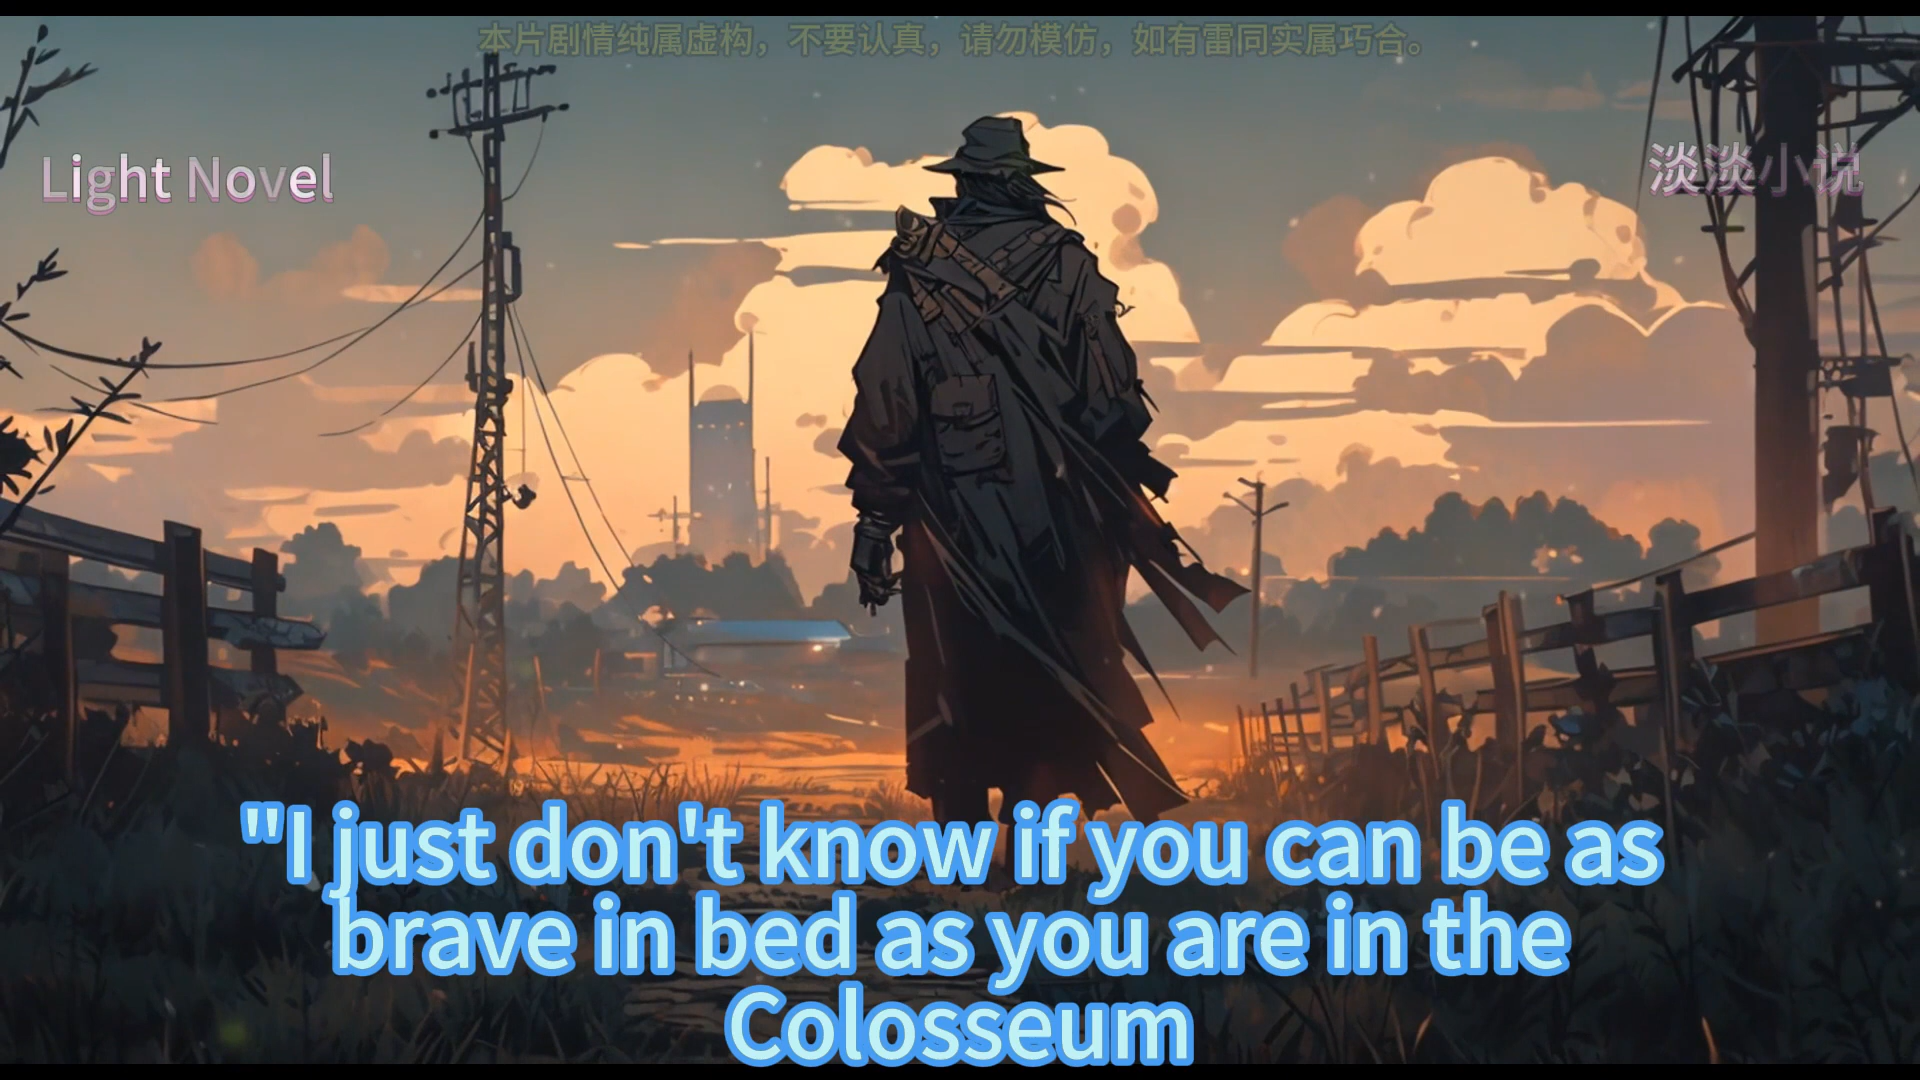 本片剧情纯属虚构，不要认真，请勿模仿，如有雷同实属巧合。
Light Novel
淡淡小说
"I just don't know if you can be as
brave in bed as you are in the
Colosseum